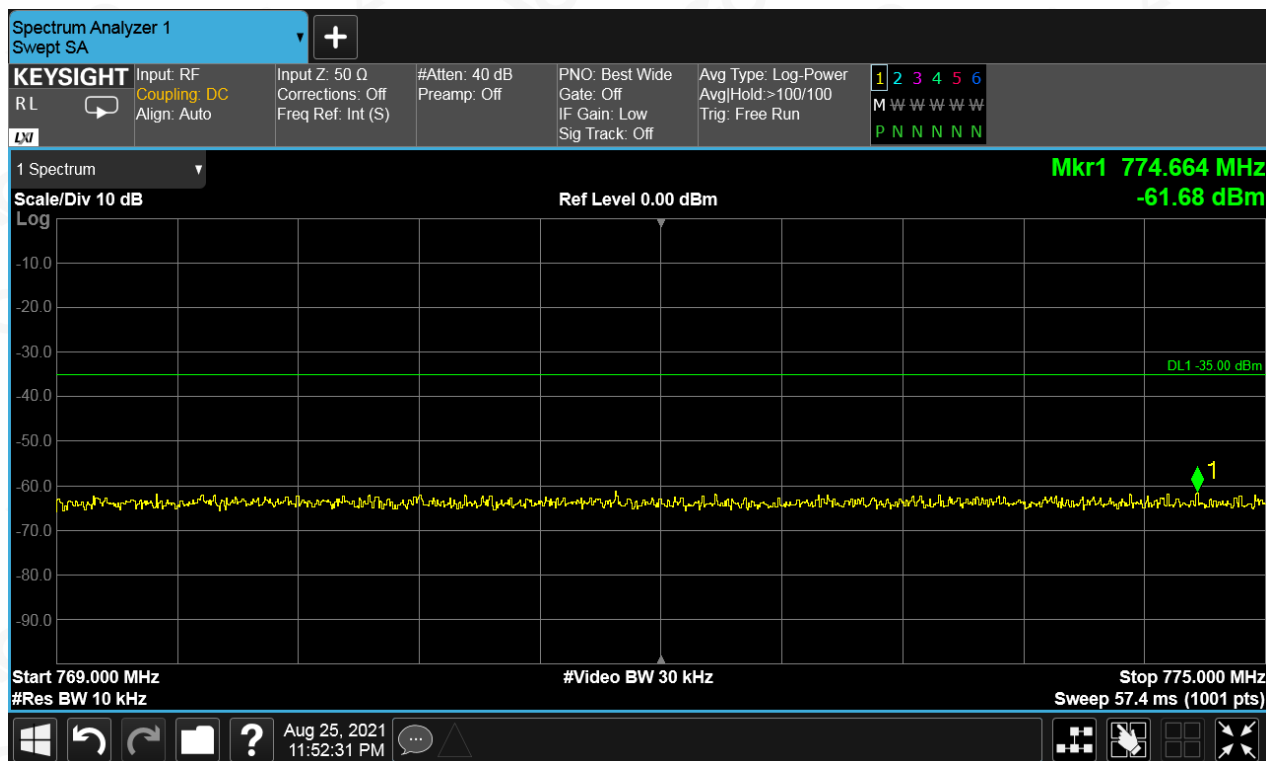 Spectrum Analyzer 1
Swept SA
KEYSIGHT
R L
LXI
Input: RF
Coupling: DC
Align: Auto
Input Z: 50 Ω
Corrections: Off
Freq Ref: Int (S)
#Atten: 40 dB
Preamp: Off
PNO: Best Wide
Gate: Off
IF Gain: Low
Sig Track: Off
Avg Type: Log-Power
Avg|Hold:>100/100
Trig: Free Run
1 2 3 4 5 6
M W W W W W
P N N N N N
1 Spectrum
Mkr1 774.664 MHz
-61.68 dBm
Scale/Div 10 dB
Ref Level 0.00 dBm
Log
-10.0
-20.0
-30.0
DL1 -35.00 dBm
-40.0
-50.0
1
-60.0
-70.0
-80.0
-90.0
Start 769.000 MHz
#Video BW 30 kHz
Stop 775.000 MHz
#Res BW 10 kHz
Sweep 57.4 ms (1001 pts)
?
Aug 25, 2021
11:52:31 PM